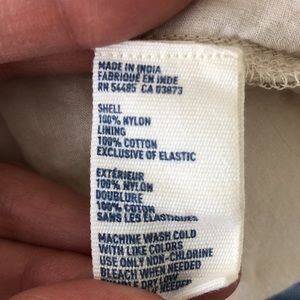 MADE IN INDIA
FABRIQUÉ EN INDE
RN 54485 CA 03873
SHELL
100% NYLON
LINING
100% COTTON
EXCLUSIVE OF ELASTIC
EXTÉRIEUR
100% NYLON
DOUBLURE
100% COTON
SANS LES ÉLASTIQUES
MACHINE WASH COLD
WITH LIKE COLORS
USE ONLY NON-CHLORINE
BLEACH WHEN NEEDED
DRY